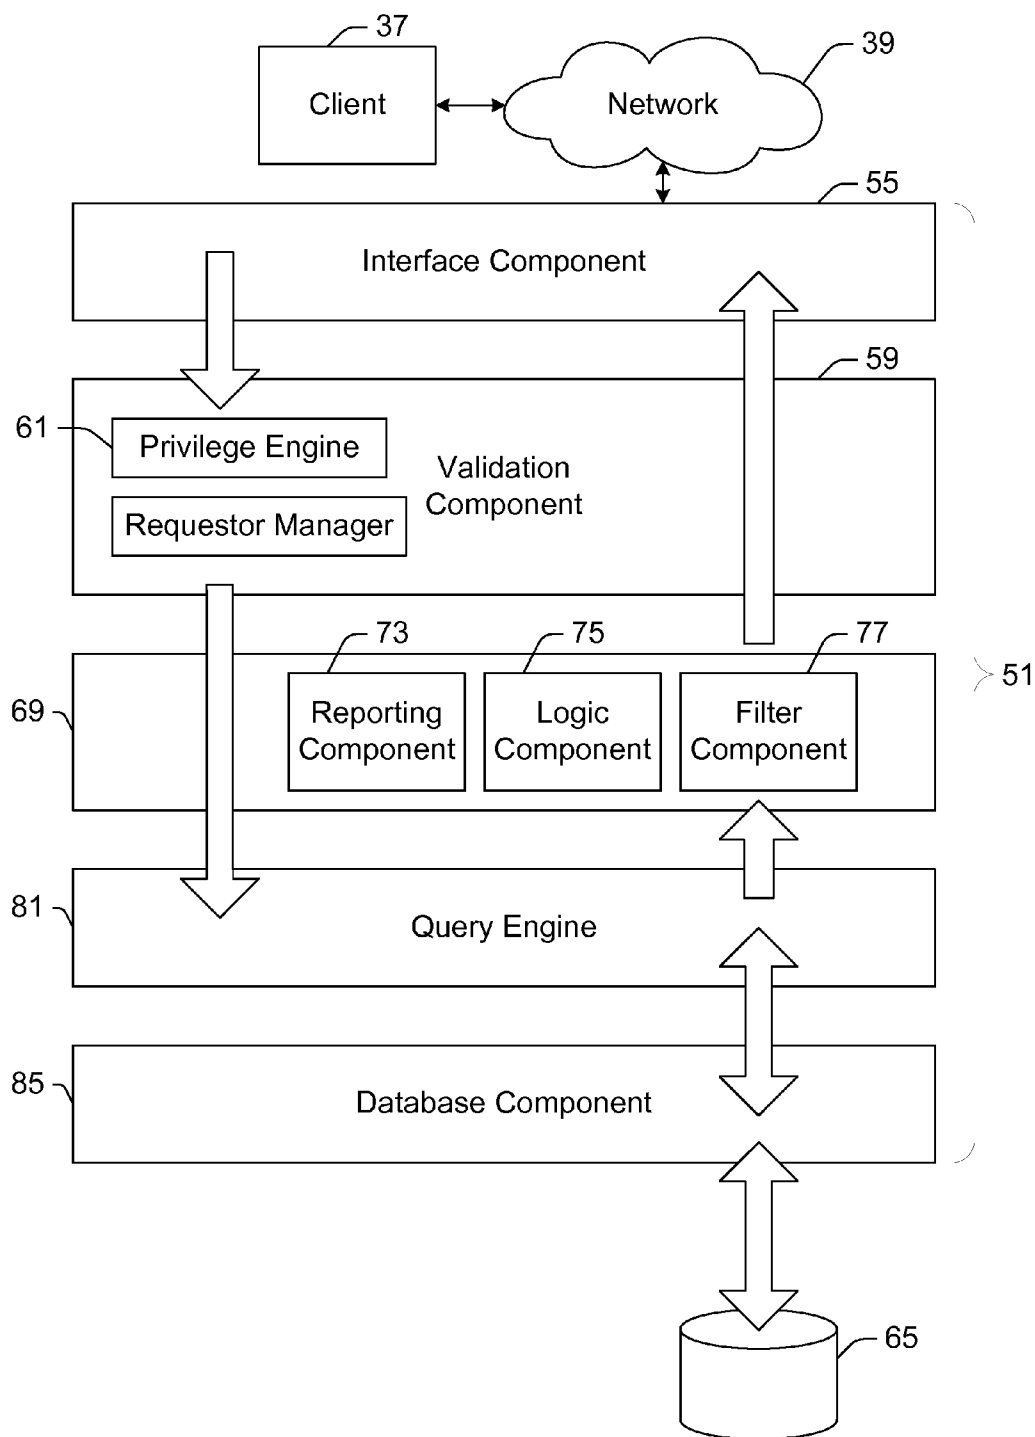 37
39
Client
Network
55
Interface Component
59
61
Privilege Engine
Validation
Component
Requestor Manager
73
75
77
51
69
Reporting
Component
Logic
Component
Filter
Component
81
Query Engine
85
Database Component
65